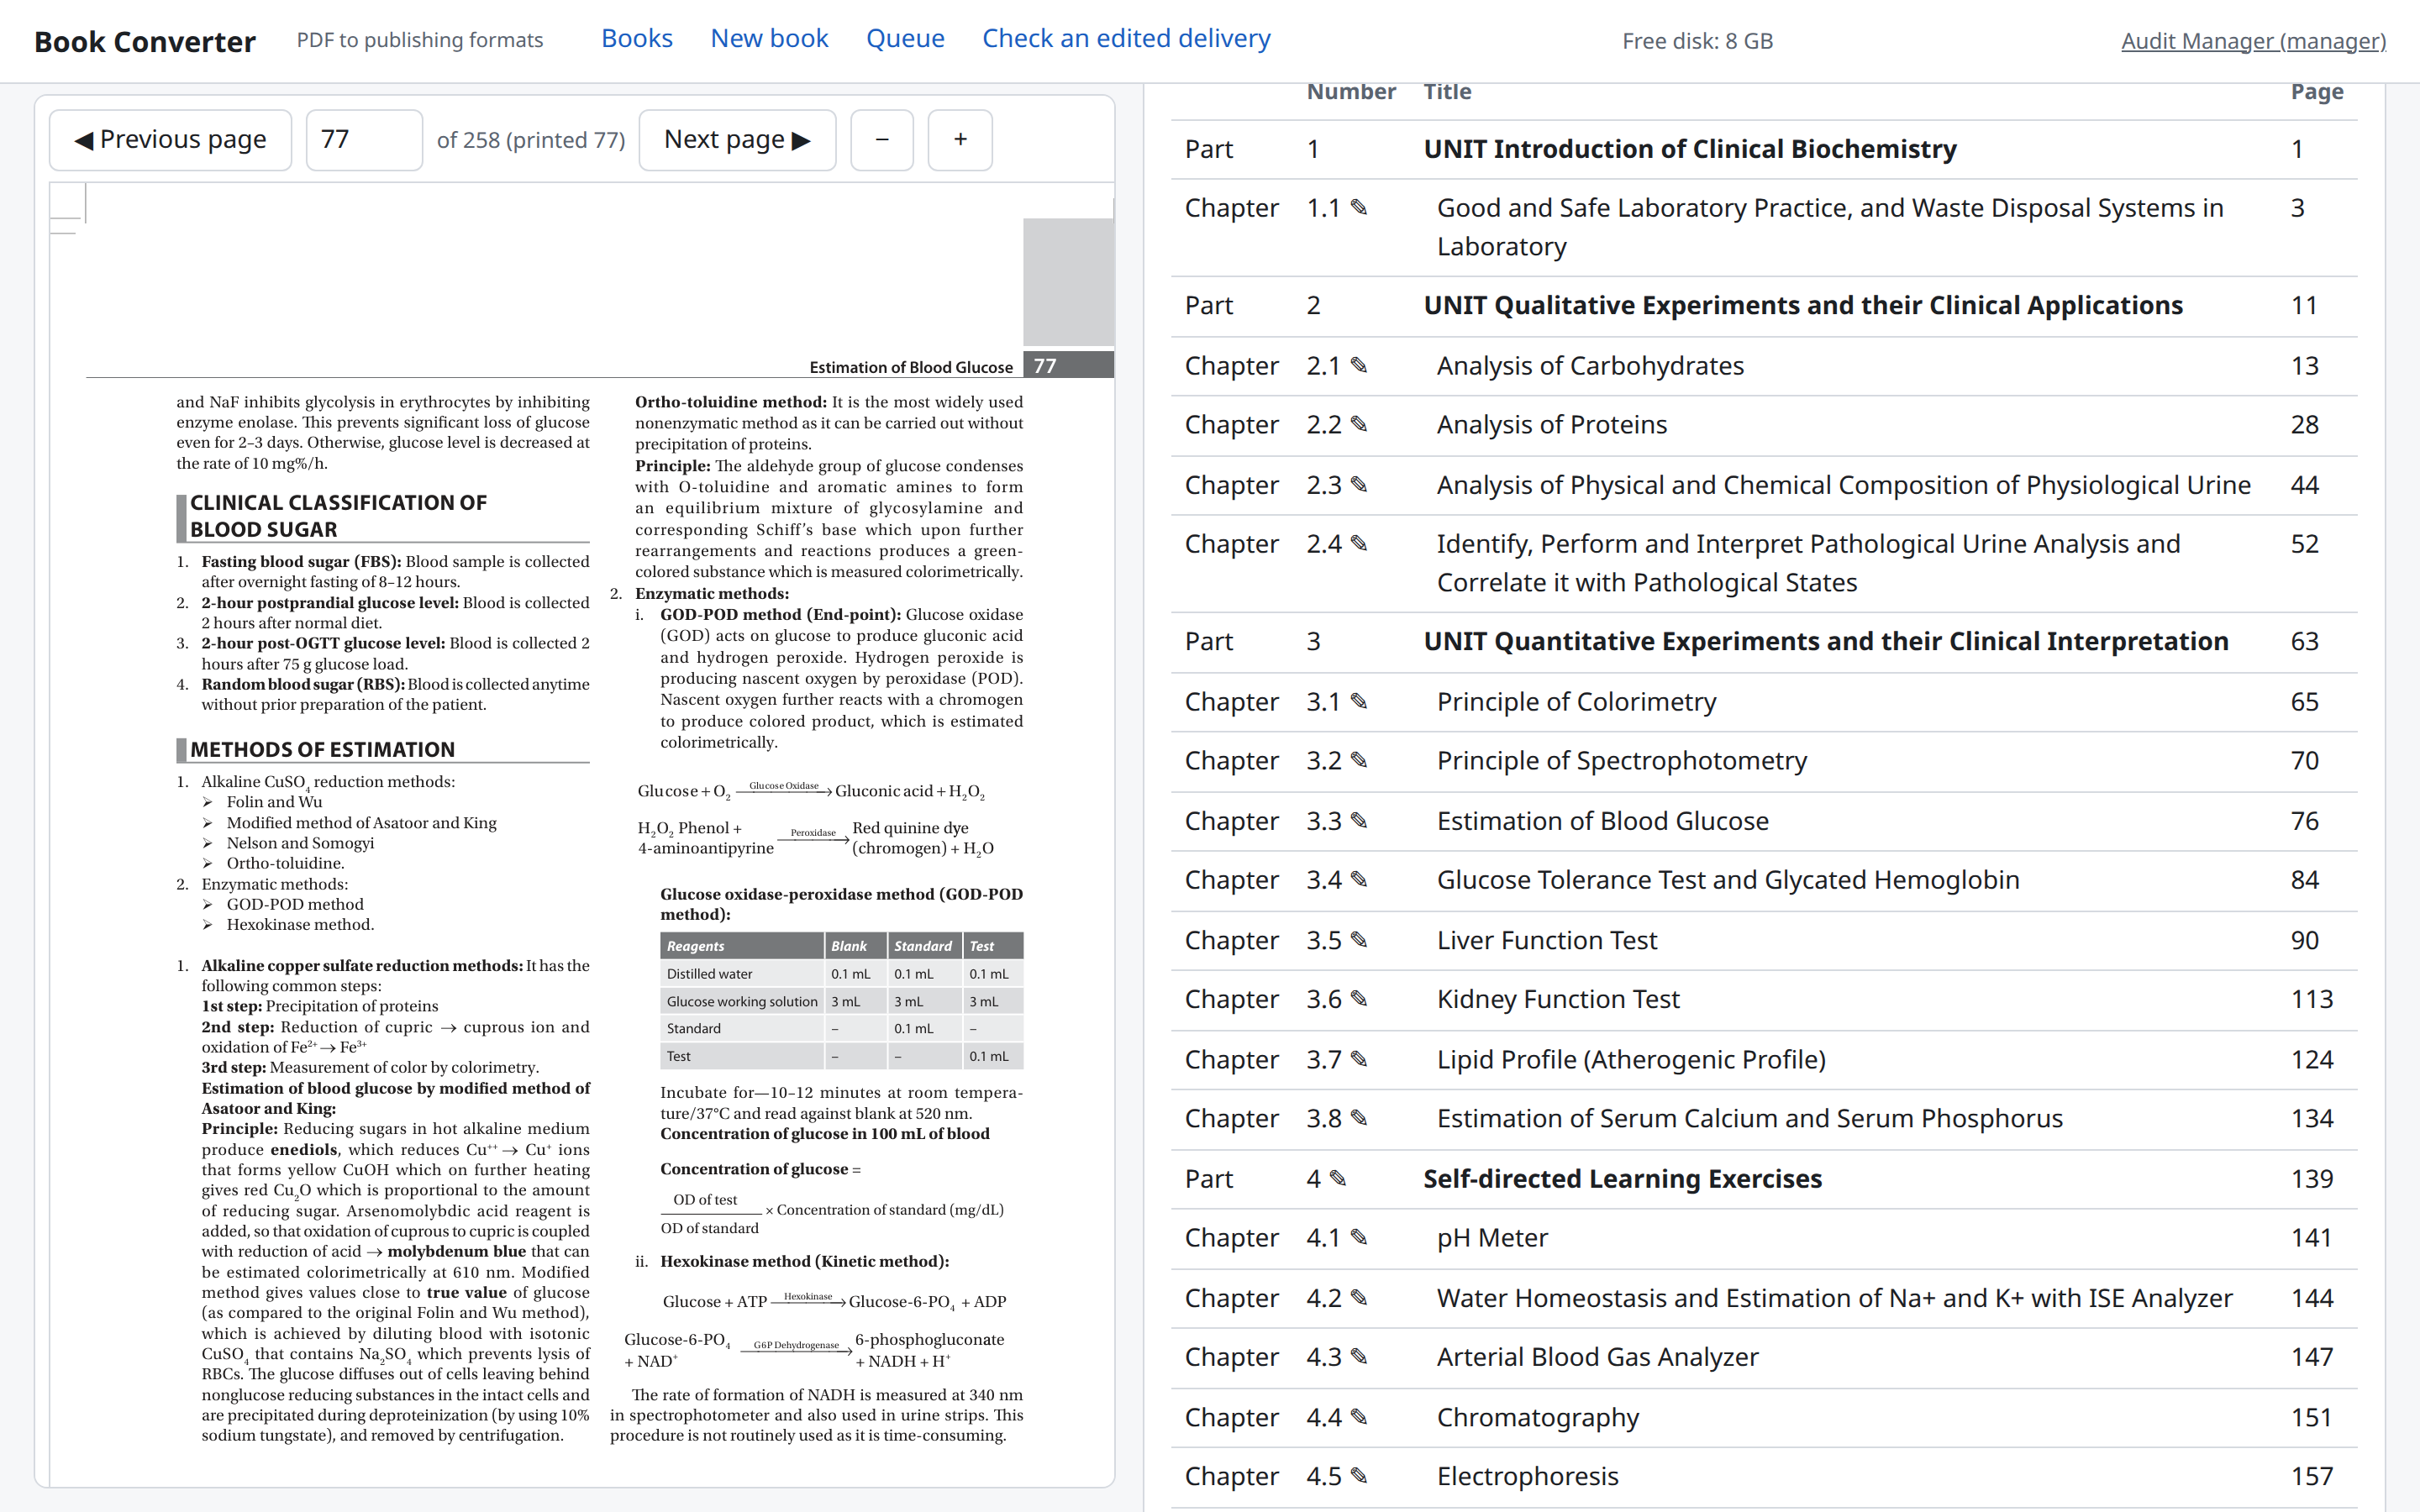 Book Converter
PDF to publishing formats
Books
New book
Queue
Check an edited delivery
Free disk: 8 GB
Audit Manager (manager)
◀ Previous page
77
of 258 (printed 77)
Next page ▶
−
+
Estimation of Blood Glucose 77
and NaF inhibits glycolysis in erythrocytes by inhibiting
enzyme enolase. This prevents significant loss of glucose
even for 2–3 days. Otherwise, glucose level is decreased at
the rate of 10 mg%/h.
CLINICAL CLASSIFICATION OF
BLOOD SUGAR
1. Fasting blood sugar (FBS): Blood sample is collected
after overnight fasting of 8–12 hours.
2. 2-hour postprandial glucose level: Blood is collected
2 hours after normal diet.
3. 2-hour post-OGTT glucose level: Blood is collected 2
hours after 75 g glucose load.
4. Random blood sugar (RBS): Blood is collected anytime
without prior preparation of the patient.
METHODS OF ESTIMATION
1. Alkaline CuSO₄ reduction methods:
➢ Folin and Wu
➢ Modified method of Asatoor and King
➢ Nelson and Somogyi
➢ Ortho-toluidine.
2. Enzymatic methods:
➢ GOD-POD method
➢ Hexokinase method.
1. Alkaline copper sulfate reduction methods: It has the
following common steps:
1st step: Precipitation of proteins
2nd step: Reduction of cupric → cuprous ion and
oxidation of Fe²⁺ → Fe³⁺
3rd step: Measurement of color by colorimetry.
Estimation of blood glucose by modified method of
Asatoor and King:
Principle: Reducing sugars in hot alkaline medium
produce enediols, which reduces Cu⁺⁺ → Cu⁺ ions
that forms yellow CuOH which on further heating
gives red Cu₂O which is proportional to the amount
of reducing sugar. Arsenomolybdic acid reagent is
added, so that oxidation of cuprous to cupric is coupled
with reduction of acid → molybdenum blue that can
be estimated colorimetrically at 610 nm. Modified
method gives values close to true value of glucose
(as compared to the original Folin and Wu method),
which is achieved by diluting blood with isotonic
CuSO₄ that contains Na₂SO₄ which prevents lysis of
RBCs. The glucose diffuses out of cells leaving behind
nonglucose reducing substances in the intact cells and
are precipitated during deproteinization (by using 10%
sodium tungstate), and removed by centrifugation.
Ortho-toluidine method: It is the most widely used
nonenzymatic method as it can be carried out without
precipitation of proteins.
Principle: The aldehyde group of glucose condenses
with O-toluidine and aromatic amines to form
an equilibrium mixture of glycosylamine and
corresponding Schiff's base which upon further
rearrangements and reactions produces a green-
colored substance which is measured colorimetrically.
2. Enzymatic methods:
i. GOD-POD method (End-point): Glucose oxidase
(GOD) acts on glucose to produce gluconic acid
and hydrogen peroxide. Hydrogen peroxide is
producing nascent oxygen by peroxidase (POD).
Nascent oxygen further reacts with a chromogen
to produce colored product, which is estimated
colorimetrically.
Glucose + O₂ Glucose Oxidase → Gluconic acid + H₂O₂
H₂O₂ Phenol + Peroxidase → Red quinine dye
4-aminoantipyrine (chromogen) + H₂O
Glucose oxidase-peroxidase method (GOD-POD
method):
Reagents Blank Standard Test
Distilled water 0.1 mL 0.1 mL 0.1 mL
Glucose working solution 3 mL 3 mL 3 mL
Standard – 0.1 mL –
Test – – 0.1 mL
Incubate for—10–12 minutes at room tempera-
ture/37°C and read against blank at 520 nm.
Concentration of glucose in 100 mL of blood
Concentration of glucose =
OD of test
× Concentration of standard (mg/dL)
OD of standard
ii. Hexokinase method (Kinetic method):
Glucose + ATP Hexokinase → Glucose-6-PO₄ + ADP
Glucose-6-PO₄ G6P Dehydrogenase → 6-phosphogluconate
+ NAD⁺ + NADH + H⁺
The rate of formation of NADH is measured at 340 nm
in spectrophotometer and also used in urine strips. This
procedure is not routinely used as it is time-consuming.
Number Title Page
Part 1 UNIT Introduction of Clinical Biochemistry 1
Chapter 1.1 ✎ Good and Safe Laboratory Practice, and Waste Disposal Systems in 3
Laboratory
Part 2 UNIT Qualitative Experiments and their Clinical Applications 11
Chapter 2.1 ✎ Analysis of Carbohydrates 13
Chapter 2.2 ✎ Analysis of Proteins 28
Chapter 2.3 ✎ Analysis of Physical and Chemical Composition of Physiological Urine 44
Chapter 2.4 ✎ Identify, Perform and Interpret Pathological Urine Analysis and 52
Correlate it with Pathological States
Part 3 UNIT Quantitative Experiments and their Clinical Interpretation 63
Chapter 3.1 ✎ Principle of Colorimetry 65
Chapter 3.2 ✎ Principle of Spectrophotometry 70
Chapter 3.3 ✎ Estimation of Blood Glucose 76
Chapter 3.4 ✎ Glucose Tolerance Test and Glycated Hemoglobin 84
Chapter 3.5 ✎ Liver Function Test 90
Chapter 3.6 ✎ Kidney Function Test 113
Chapter 3.7 ✎ Lipid Profile (Atherogenic Profile) 124
Chapter 3.8 ✎ Estimation of Serum Calcium and Serum Phosphorus 134
Part 4 ✎ Self-directed Learning Exercises 139
Chapter 4.1 ✎ pH Meter 141
Chapter 4.2 ✎ Water Homeostasis and Estimation of Na+ and K+ with ISE Analyzer 144
Chapter 4.3 ✎ Arterial Blood Gas Analyzer 147
Chapter 4.4 ✎ Chromatography 151
Chapter 4.5 ✎ Electrophoresis 157